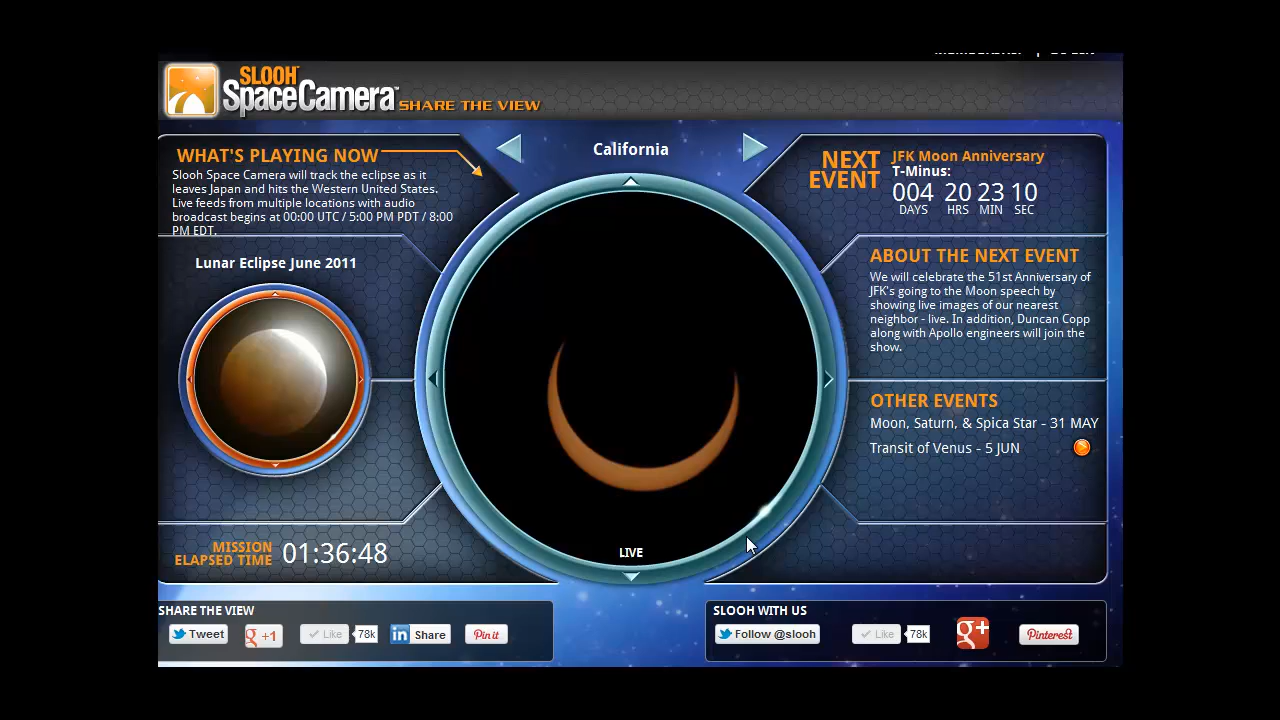 SLOOH
SpaceCamera
SHARE THE VIEW
WHAT'S PLAYING NOW
Slooh Space Camera will track the eclipse as it
leaves Japan and hits the Western United States.
Live feeds from multiple locations with audio
broadcast begins at 00:00 UTC / 5:00 PM PDT / 8:00
PM EDT.
Lunar Eclipse June 2011
MISSION
ELAPSED TIME
01:36:48
California
LIVE
NEXT
EVENT
JFK Moon Anniversary
T-Minus:
004 20 23 10
DAYS HRS MIN SEC
ABOUT THE NEXT EVENT
We will celebrate the 51st Anniversary of
JFK's going to the Moon speech by
showing live images of our nearest
neighbor - live. In addition, Duncan Copp
along with Apollo engineers will join the
show.
OTHER EVENTS
Moon, Saturn, & Spica Star - 31 MAY
Transit of Venus - 5 JUN
SHARE THE VIEW
Tweet
g +1
Like 78k
in Share
Pin it
SLOOH WITH US
Follow @slooh
Like 78k
g+
Pinterest